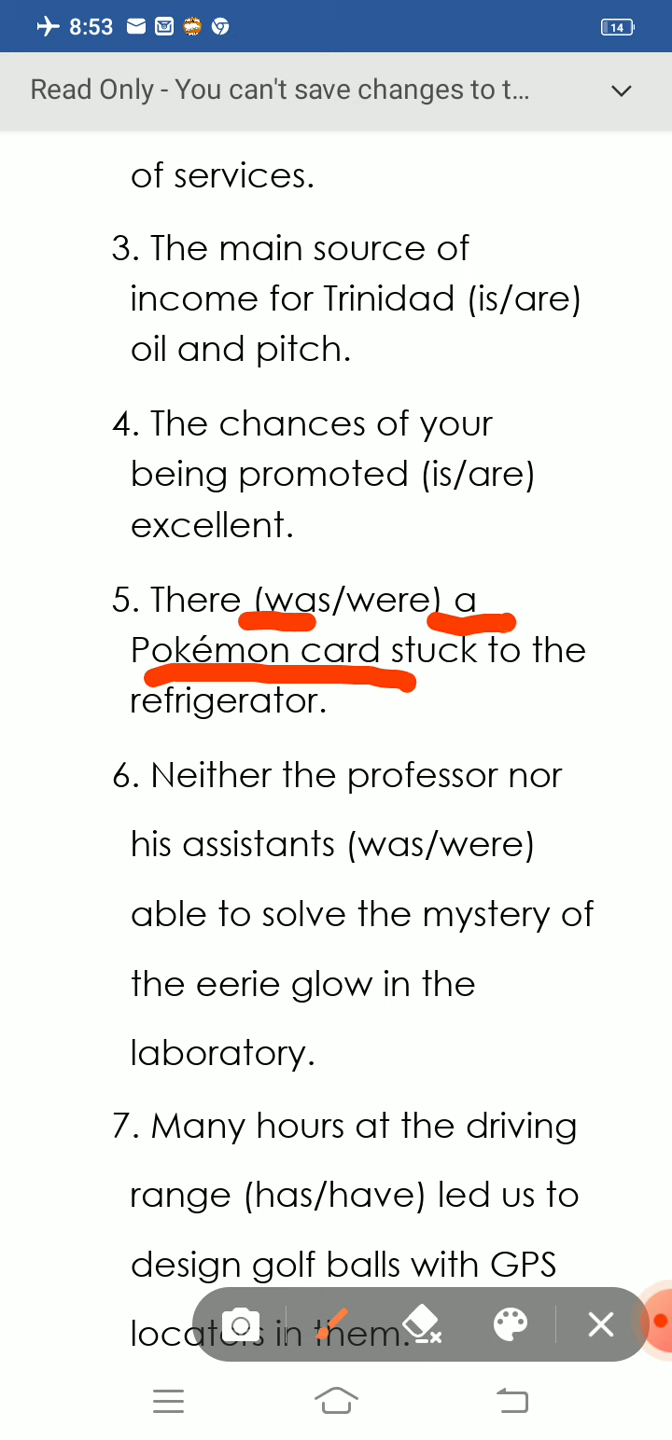 8:53
14
Read Only - You can't save changes to t...
of services.
3. The main source of
income for Trinidad (is/are)
oil and pitch.
4. The chances of your
being promoted (is/are)
excellent.
5. There (was/were) a
Pokémon card stuck to the
refrigerator.
6. Neither the professor nor
his assistants (was/were)
able to solve the mystery of
the eerie glow in the
laboratory.
7. Many hours at the driving
range (has/have) led us to
design golf balls with GPS
locators in them.